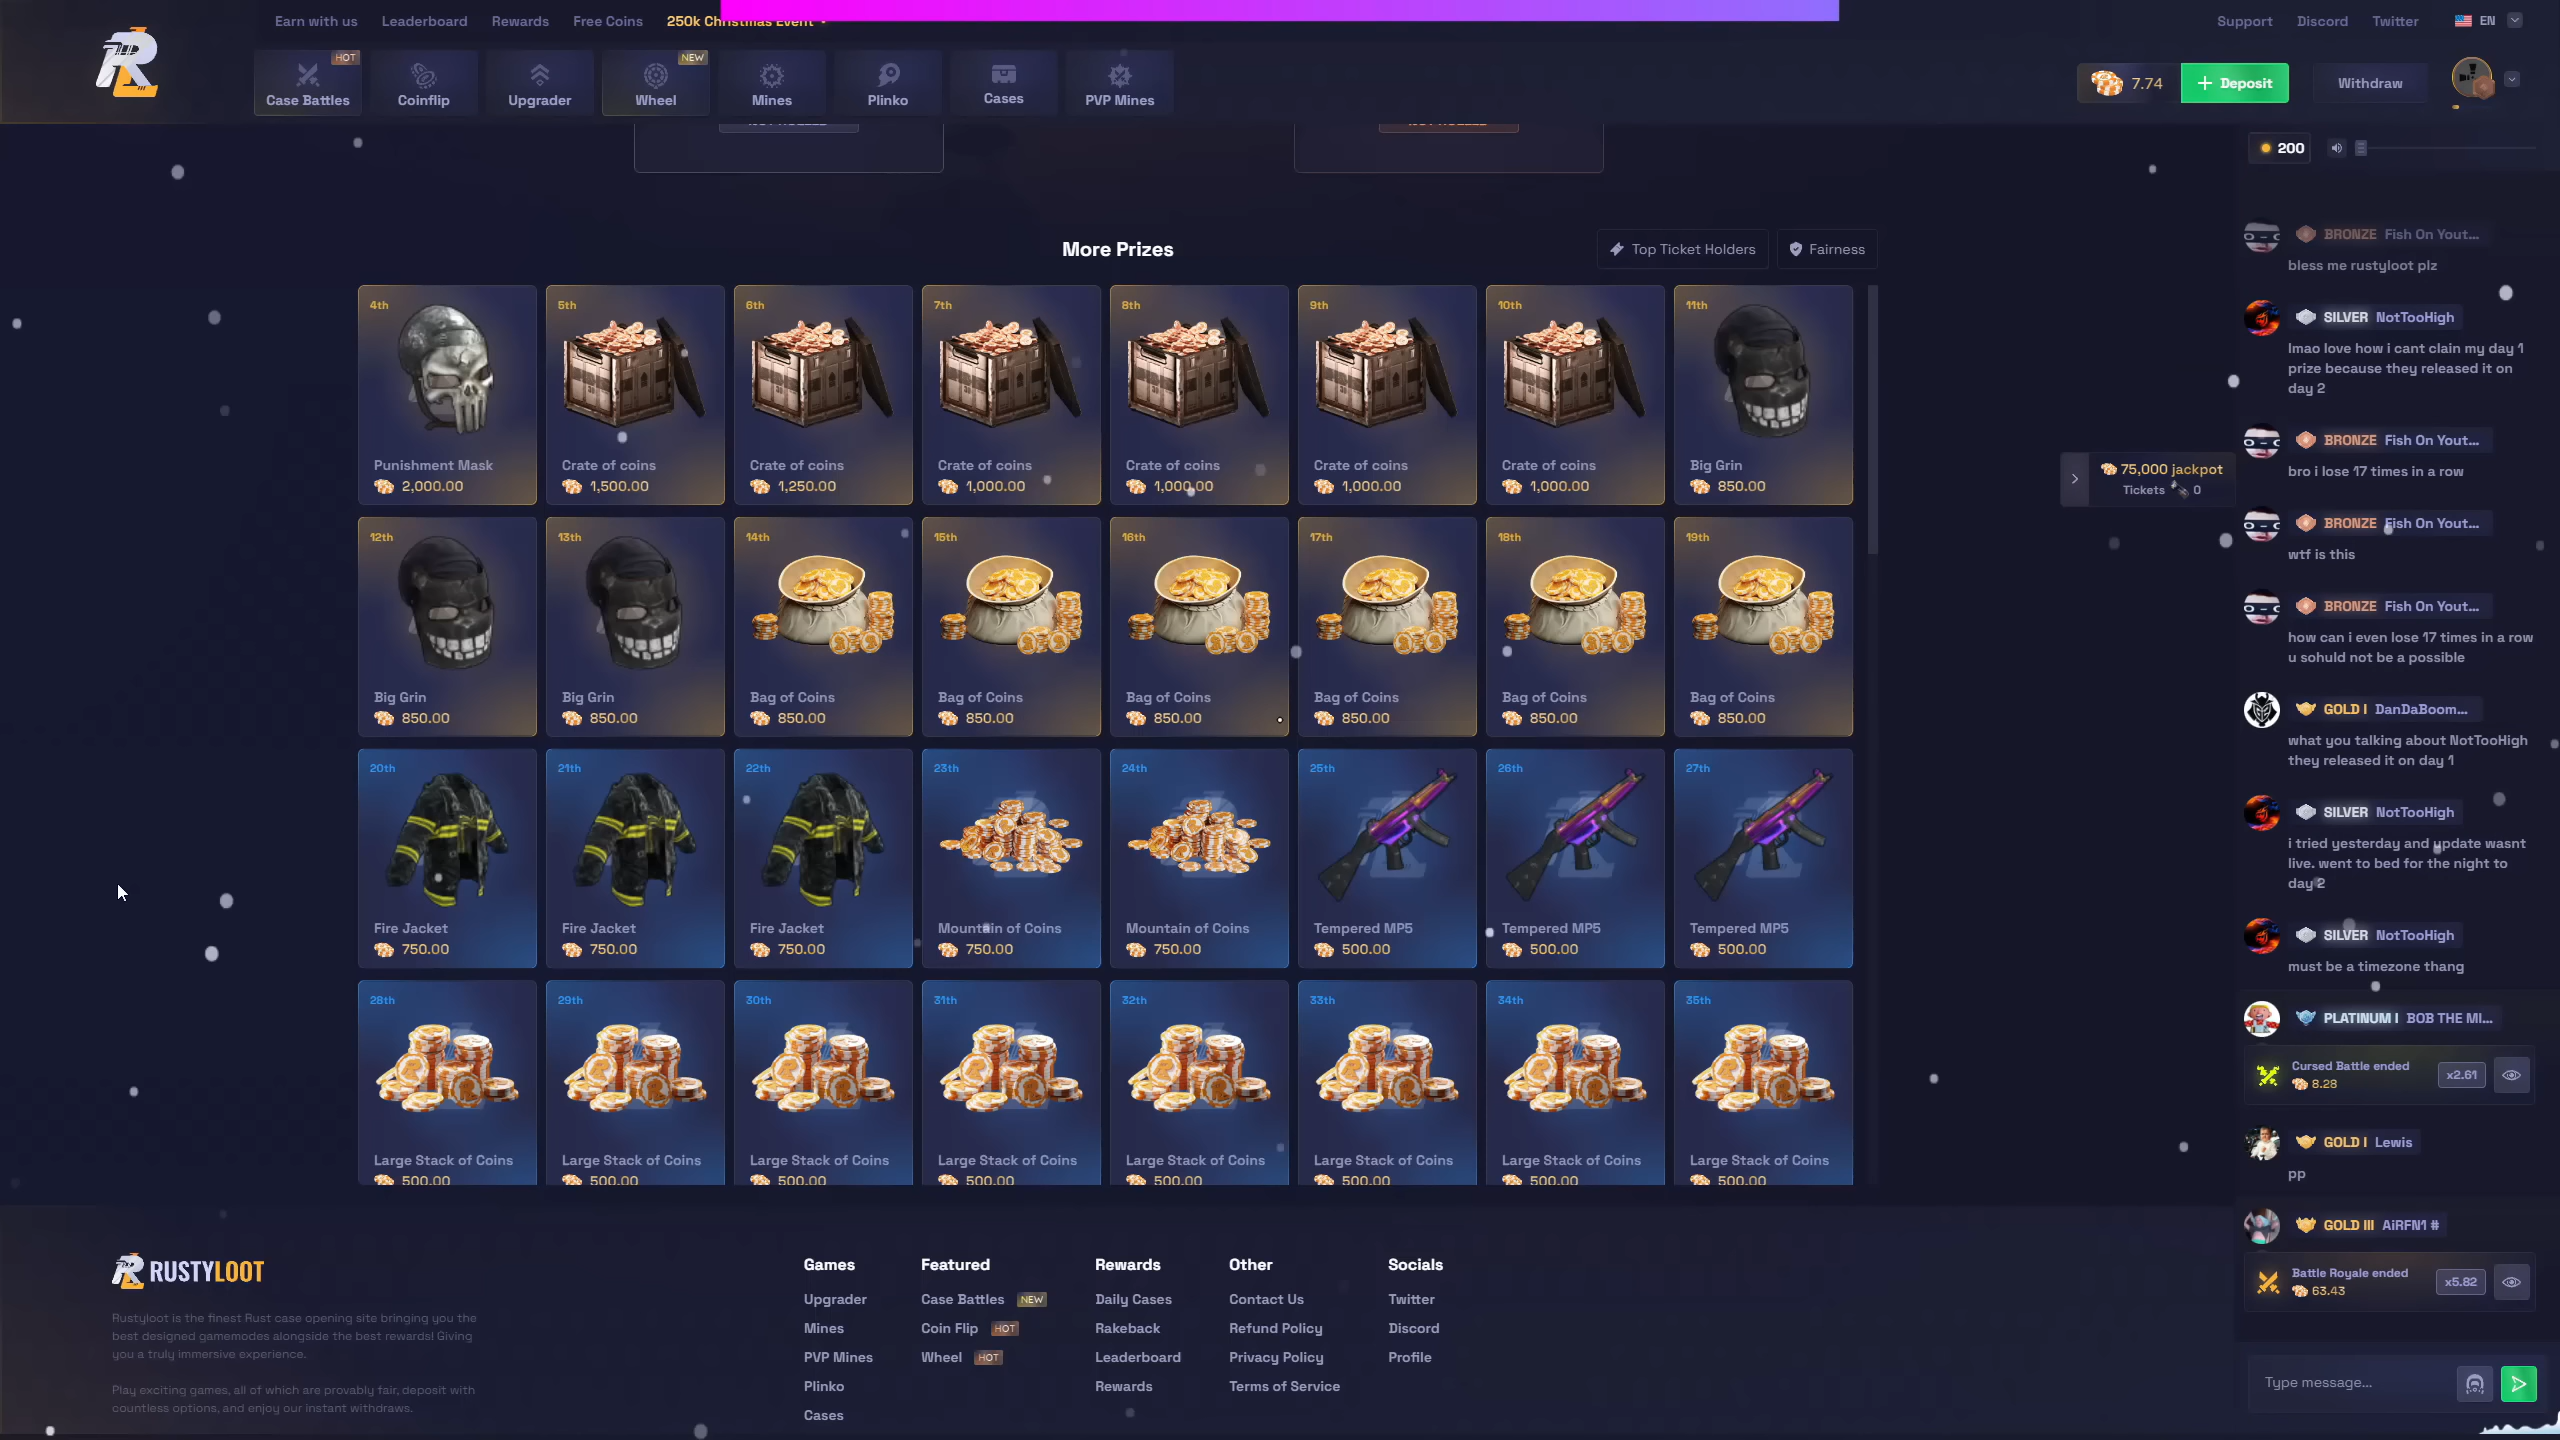 Earn with us
Leaderboard
Rewards
Free Coins
250k Christmas Event
Support
Discord
Twitter
EN
Case Battles
HOT
Coinflip
Upgrader
Wheel
NEW
Mines
Plinko
Cases
PVP Mines
7.74
+ Deposit
Withdraw
200
More Prizes
Top Ticket Holders
Fairness
4th
Punishment Mask
2,000.00
5th
Crate of coins
1,500.00
6th
Crate of coins
1,250.00
7th
Crate of coins
1,000.00
8th
Crate of coins
1,000.00
9th
Crate of coins
1,000.00
10th
Crate of coins
1,000.00
11th
Big Grin
850.00
12th
Big Grin
850.00
13th
Big Grin
850.00
14th
Bag of Coins
850.00
15th
Bag of Coins
850.00
16th
Bag of Coins
850.00
17th
Bag of Coins
850.00
18th
Bag of Coins
850.00
19th
Bag of Coins
850.00
20th
Fire Jacket
750.00
21th
Fire Jacket
750.00
22th
Fire Jacket
750.00
23th
Mountain of Coins
750.00
24th
Mountain of Coins
750.00
25th
Tempered MP5
500.00
26th
Tempered MP5
500.00
27th
Tempered MP5
500.00
28th
Large Stack of Coins
500.00
29th
Large Stack of Coins
500.00
30th
Large Stack of Coins
500.00
31th
Large Stack of Coins
500.00
32th
Large Stack of Coins
500.00
33th
Large Stack of Coins
500.00
34th
Large Stack of Coins
500.00
35th
Large Stack of Coins
500.00
75,000 jackpot
Tickets 0
BRONZE Fish On Yout...
bless me rustyloot plz
SILVER NotTooHigh
lmao love how i cant clain my day 1
prize because they released it on
day 2
BRONZE Fish On Yout...
bro i lose 17 times in a row
BRONZE Fish On Yout...
wtf is this
BRONZE Fish On Yout...
how can i even lose 17 times in a row
u sohuld not be a possible
GOLD I DanDaBoom...
what you talking about NotTooHigh
they released it on day 1
SILVER NotTooHigh
i tried yesterday and update wasnt
live. went to bed for the night to
day 2
SILVER NotTooHigh
must be a timezone thang
PLATINUM I BOB THE MI...
Cursed Battle ended
8.28
x2.61
GOLD I Lewis
pp
GOLD III AiRFN1 #
Battle Royale ended
63.43
x5.82
Type message...
RUSTYLOOT
Rustyloot is the finest Rust case opening site bringing you the
best designed gamemodes alongside the best rewards! Giving
you a truly immersive experience.
Play exciting games, all of which are provably fair, deposit with
countless options, and enjoy our instant withdraws.
Games
Upgrader
Mines
PVP Mines
Plinko
Cases
Featured
Case Battles NEW
Coin Flip HOT
Wheel HOT
Rewards
Daily Cases
Rakeback
Leaderboard
Rewards
Other
Contact Us
Refund Policy
Privacy Policy
Terms of Service
Socials
Twitter
Discord
Profile